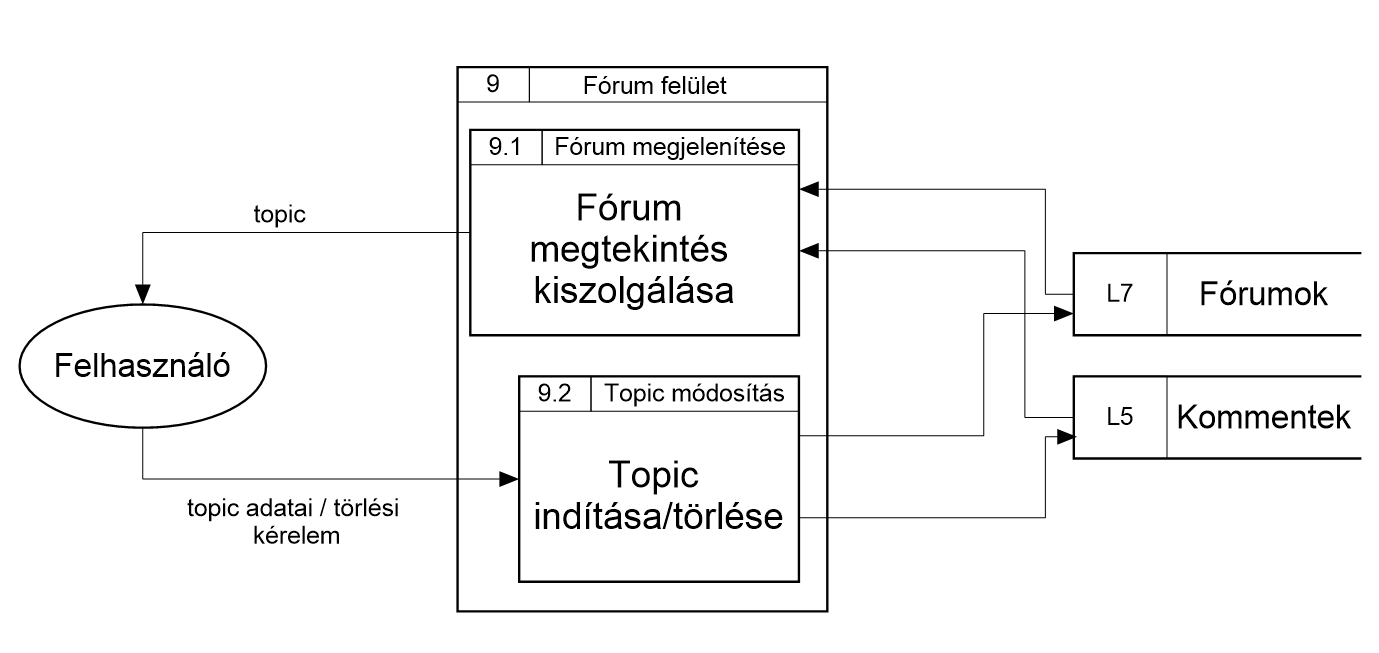 9
Fórum felület
9.1
Fórum megjelenítése
Fórum
megtekintés
kiszolgálása
topic
L7
Fórumok
Felhasználó
9.2
Topic módosítás
L5
Kommentek
Topic
indítása/törlése
topic adatai / törlési
kérelem